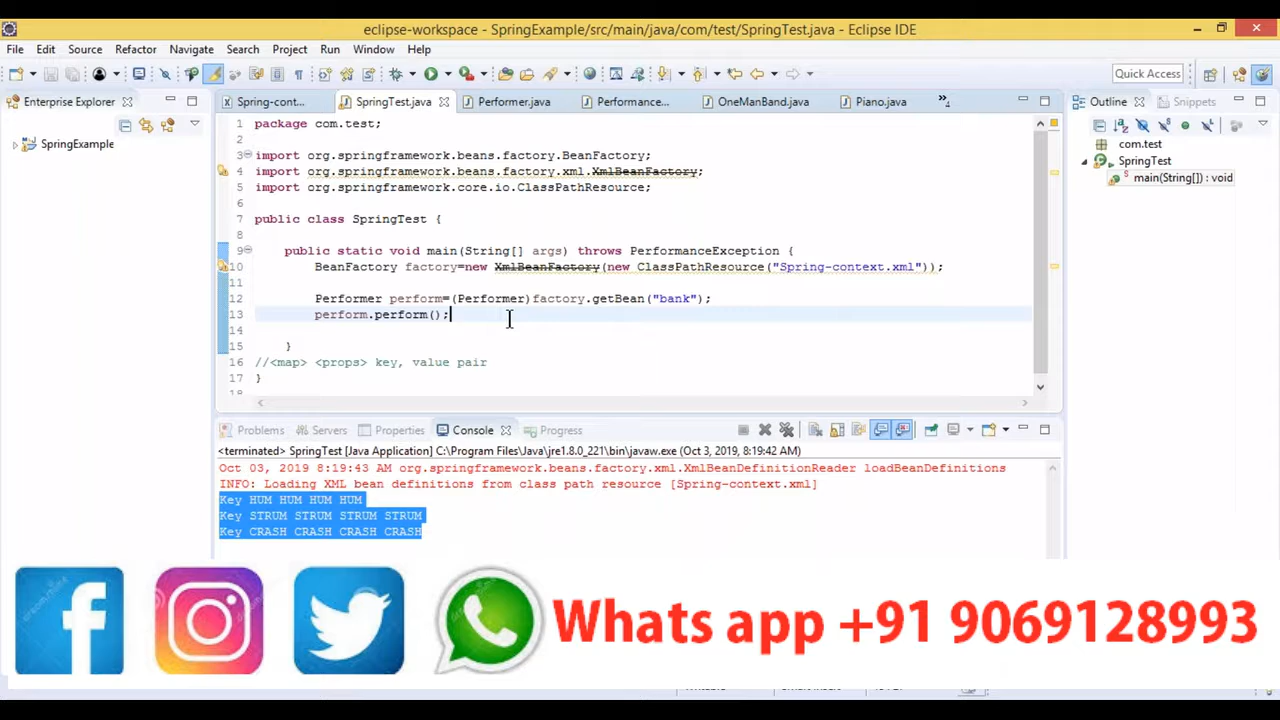 eclipse-workspace - SpringExample/src/main/java/com/test/SpringTest.java - Eclipse IDE
File Edit Source Refactor Navigate Search Project Run Window Help
Quick Access
Enterprise Explorer
Spring-cont... SpringTest.java Performer.java Performance... OneManBand.java Piano.java
Outline Snippets
SpringExample
com.test
SpringTest
main(String[]) : void
1 package com.test;
2
3 import org.springframework.beans.factory.BeanFactory;
4 import org.springframework.beans.factory.xml.XmlBeanFactory;
5 import org.springframework.core.io.ClassPathResource;
6
7 public class SpringTest {
8
9 public static void main(String[] args) throws PerformanceException {
10 BeanFactory factory=new XmlBeanFactory(new ClassPathResource("Spring-context.xml"));
11
12 Performer perform=(Performer)factory.getBean("bank");
13 perform.perform();
14
15 }
16 //<map> <props> key, value pair
17 }
Problems Servers Properties Console Progress
<terminated> SpringTest [Java Application] C:\Program Files\Java\jre1.8.0_221\bin\javaw.exe (Oct 3, 2019, 8:19:42 AM)
Oct 03, 2019 8:19:43 AM org.springframework.beans.factory.xml.XmlBeanDefinitionReader loadBeanDefinitions
INFO: Loading XML bean definitions from class path resource [Spring-context.xml]
Key HUM HUM HUM HUM
Key STRUM STRUM STRUM STRUM
Key CRASH CRASH CRASH CRASH
Whats app +91 9069128993